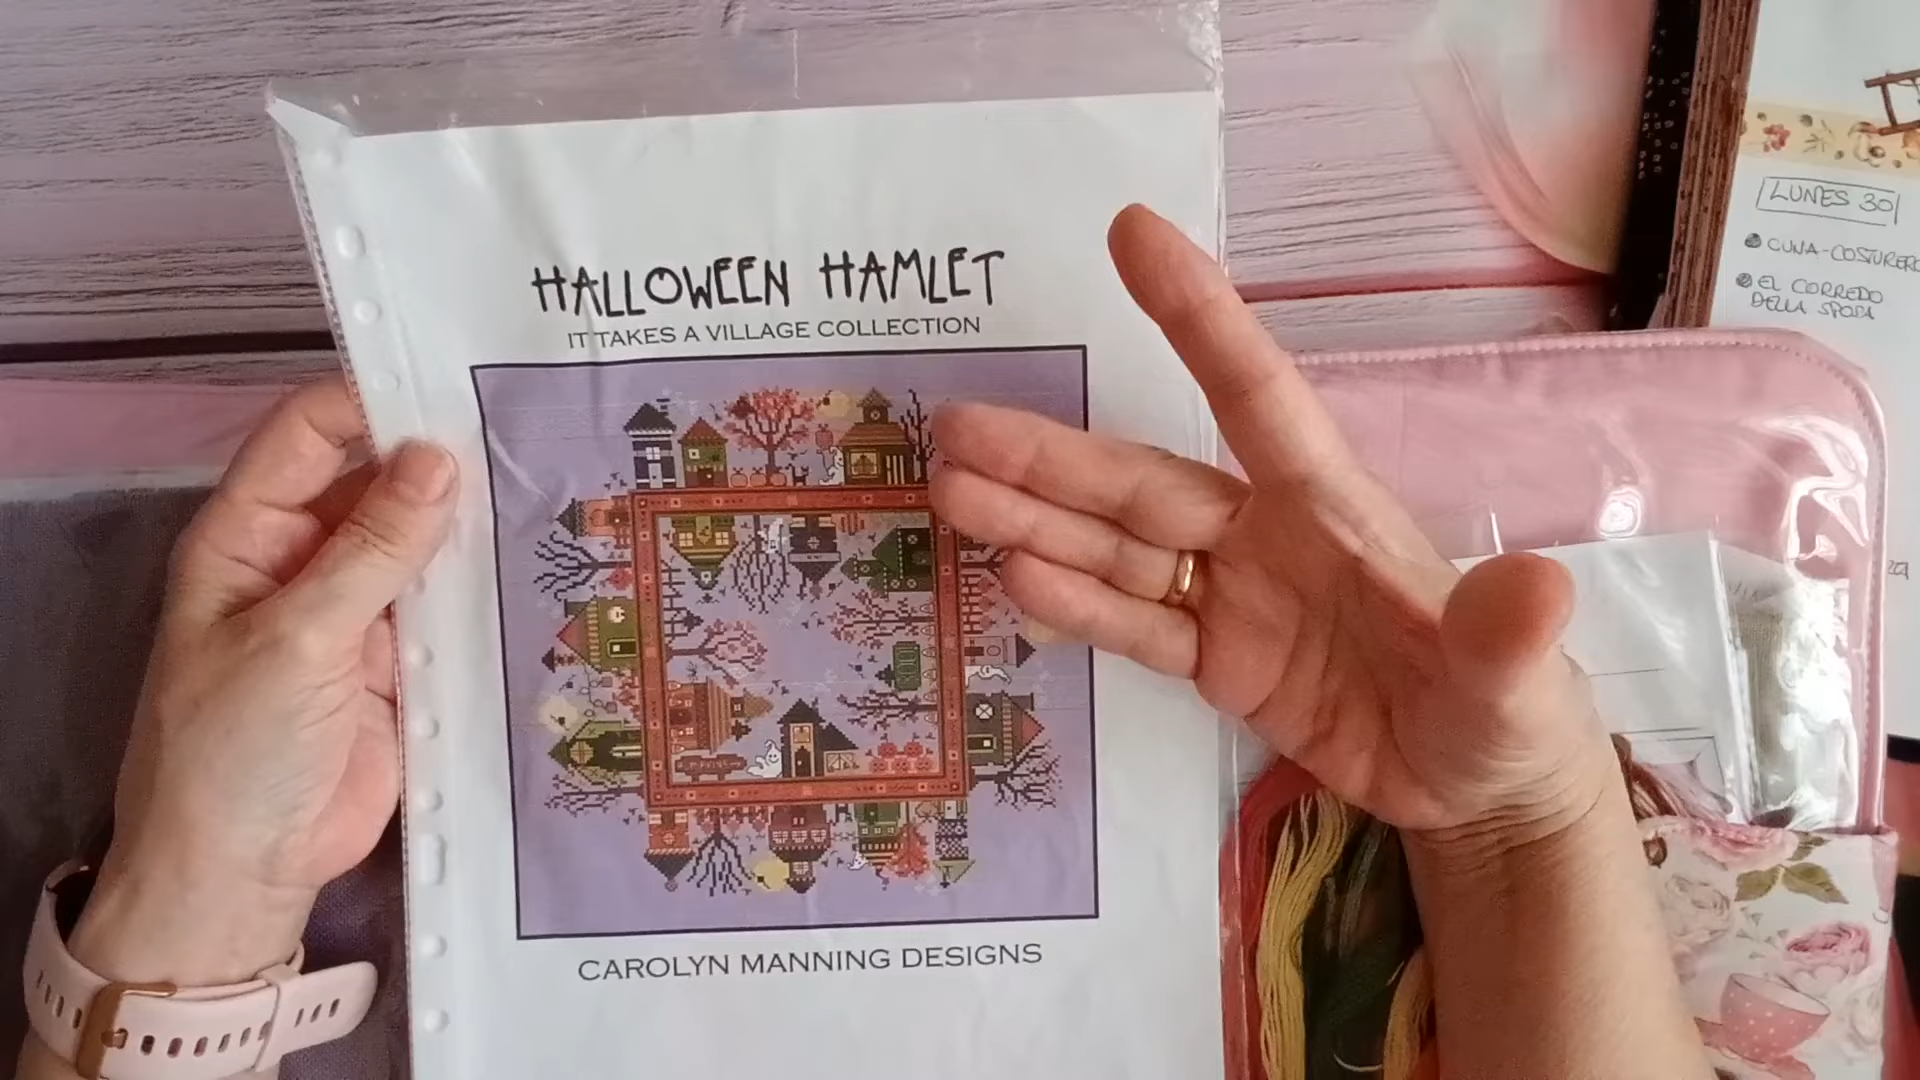 HALLOWEEN HAMLET
IT TAKES A VILLAGE COLLECTION
CAROLYN MANNING DESIGNS
LUNES 30
CUNA-COSTURERO
EL CORREDO
DELLA SPOSA